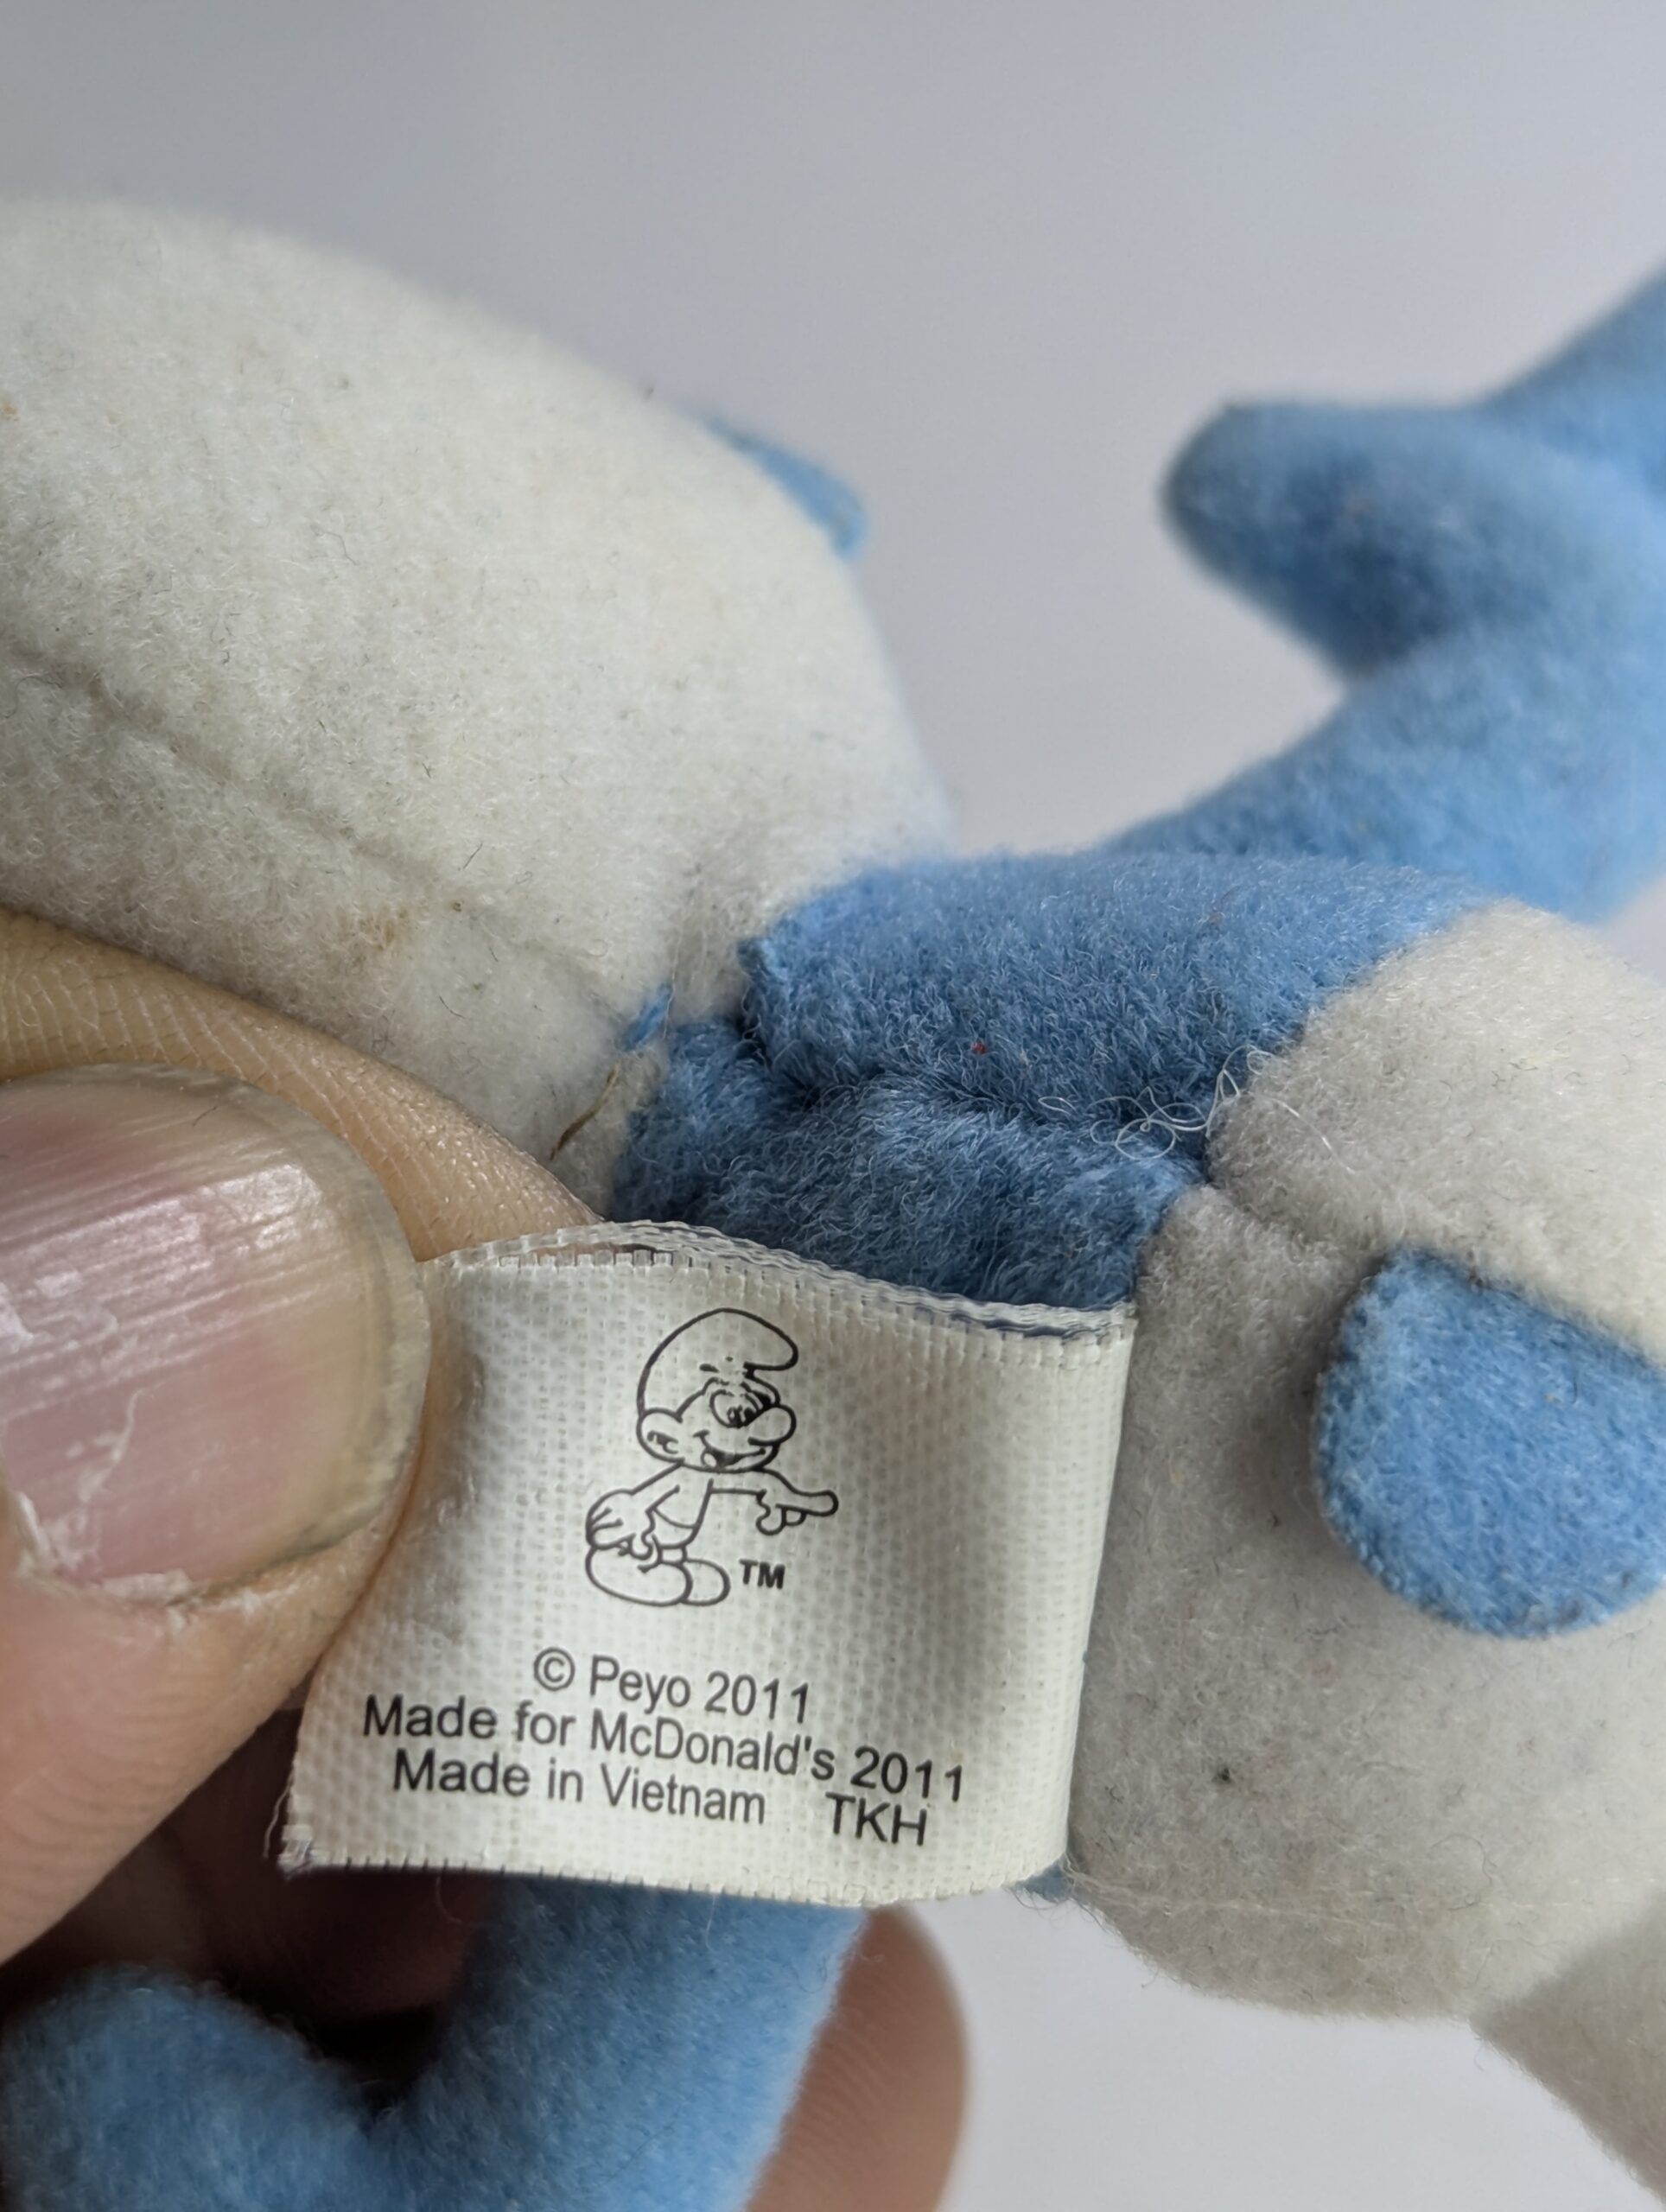 TM
© Peyo 2011
Made for McDonald's 2011
Made in Vietnam TKH